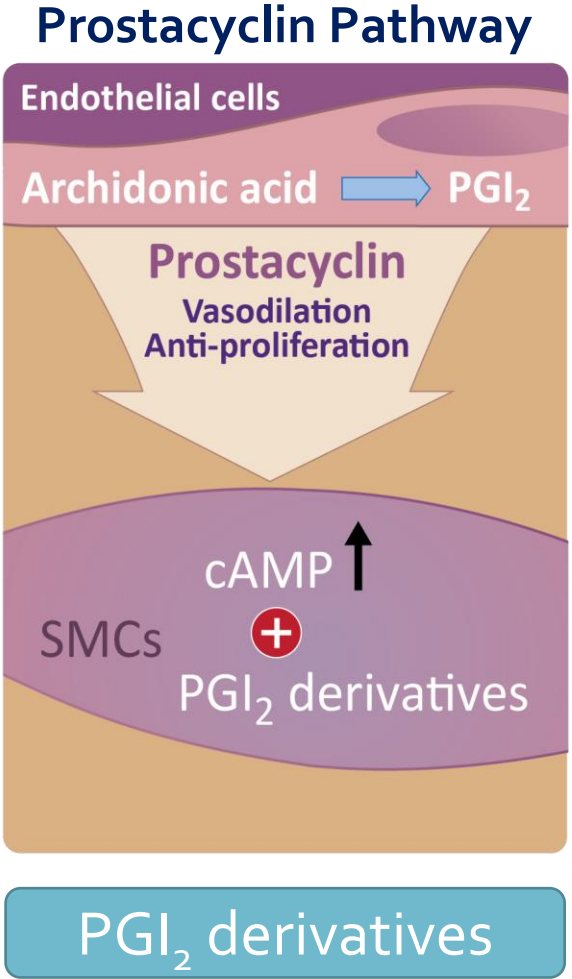 Prostacyclin Pathway
Endothelial cells
Archidonic acid PGI₂
Prostacyclin
Vasodilation
Anti-proliferation
cAMP
SMCs
+
PGI₂ derivatives
PGI₂ derivatives